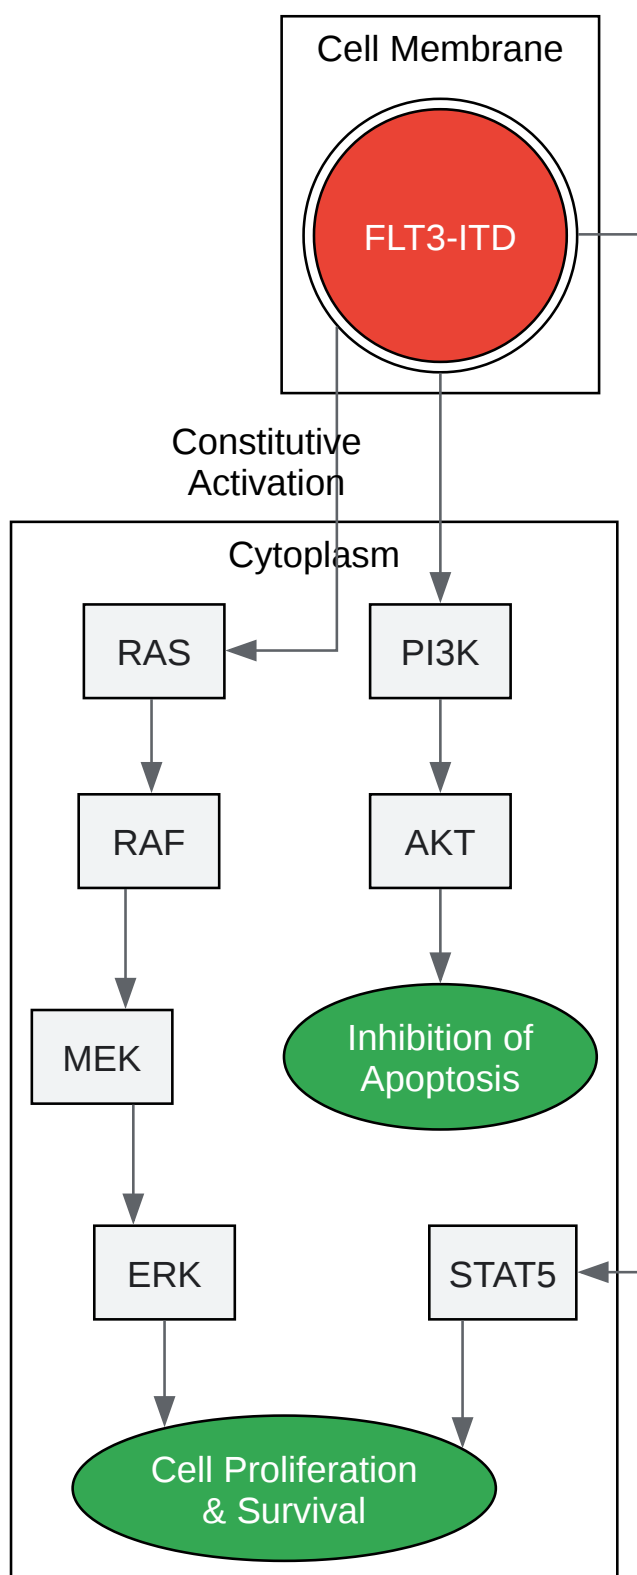 Cell Membrane
FLT3-ITD
Constitutive
Activation
Cytoplasm
RAS
PI3K
RAF
AKT
MEK
Inhibition of
Apoptosis
ERK
STAT5
Cell Proliferation
& Survival